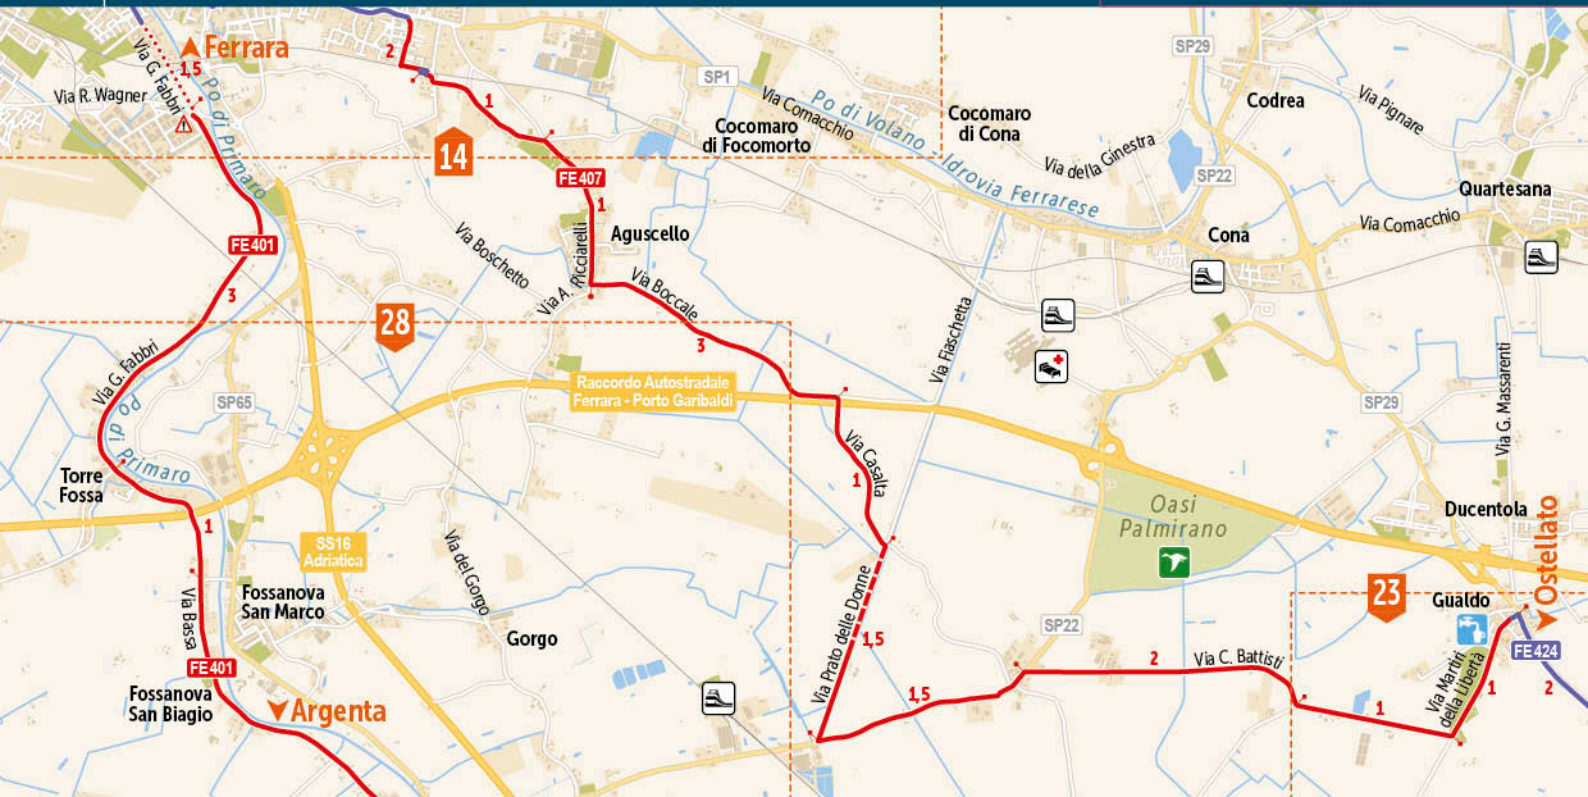 Ferrara
2
1,5
Via G. Fabbri
Via R. Wagner
Po di Primaro
1
14
FE407
1
SP1
Via Comacchio
Po di Volano - Idrovia Ferrarese
Cocomaro
di Focomorto
Cocomaro
di Cona
SP29
Codrea
Via Pignare
Via della Ginestra
SP22
Quartesana
Via Comacchio
Cona
FE401
3
Via Boschetto
Via A. Picciarelli
Aguscello
Via Boccale
3
28
Via Fiaschetta
Via G. Fabbri
Po di
Primaro
SP65
Raccordo Autostradale
Ferrara - Porto Garibaldi
SP29
Via G. Massarenti
Torre
Fossa
1
Via Casalta
1
Oasi
Palmirano
Ducentola
Ostellato
SS16
Adriatica
Via del Gorgo
Via Bassa
Fossanova
San Marco
Gorgo
Via Prato delle Donne
1,5
SP22
23
Gualdo
FE424
2
FE401
Fossanova
San Biagio
Argenta
1,5
2
Via C. Battisti
1
Via Martiri
della Libertà
1